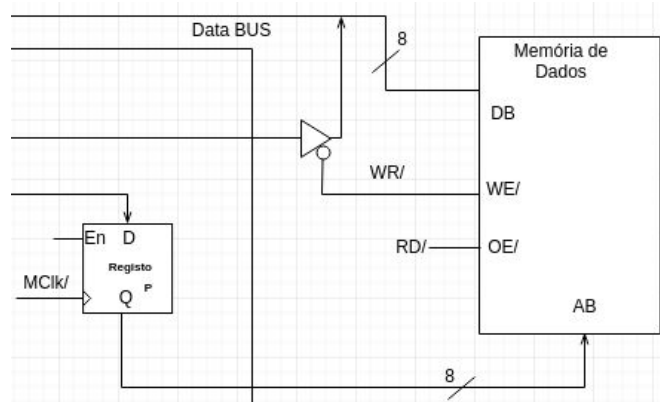 Data BUS
8
Memória de
Dados
DB
WR/
WE/
En D
RD/
OE/
Registo
P
MClk/
Q
AB
8